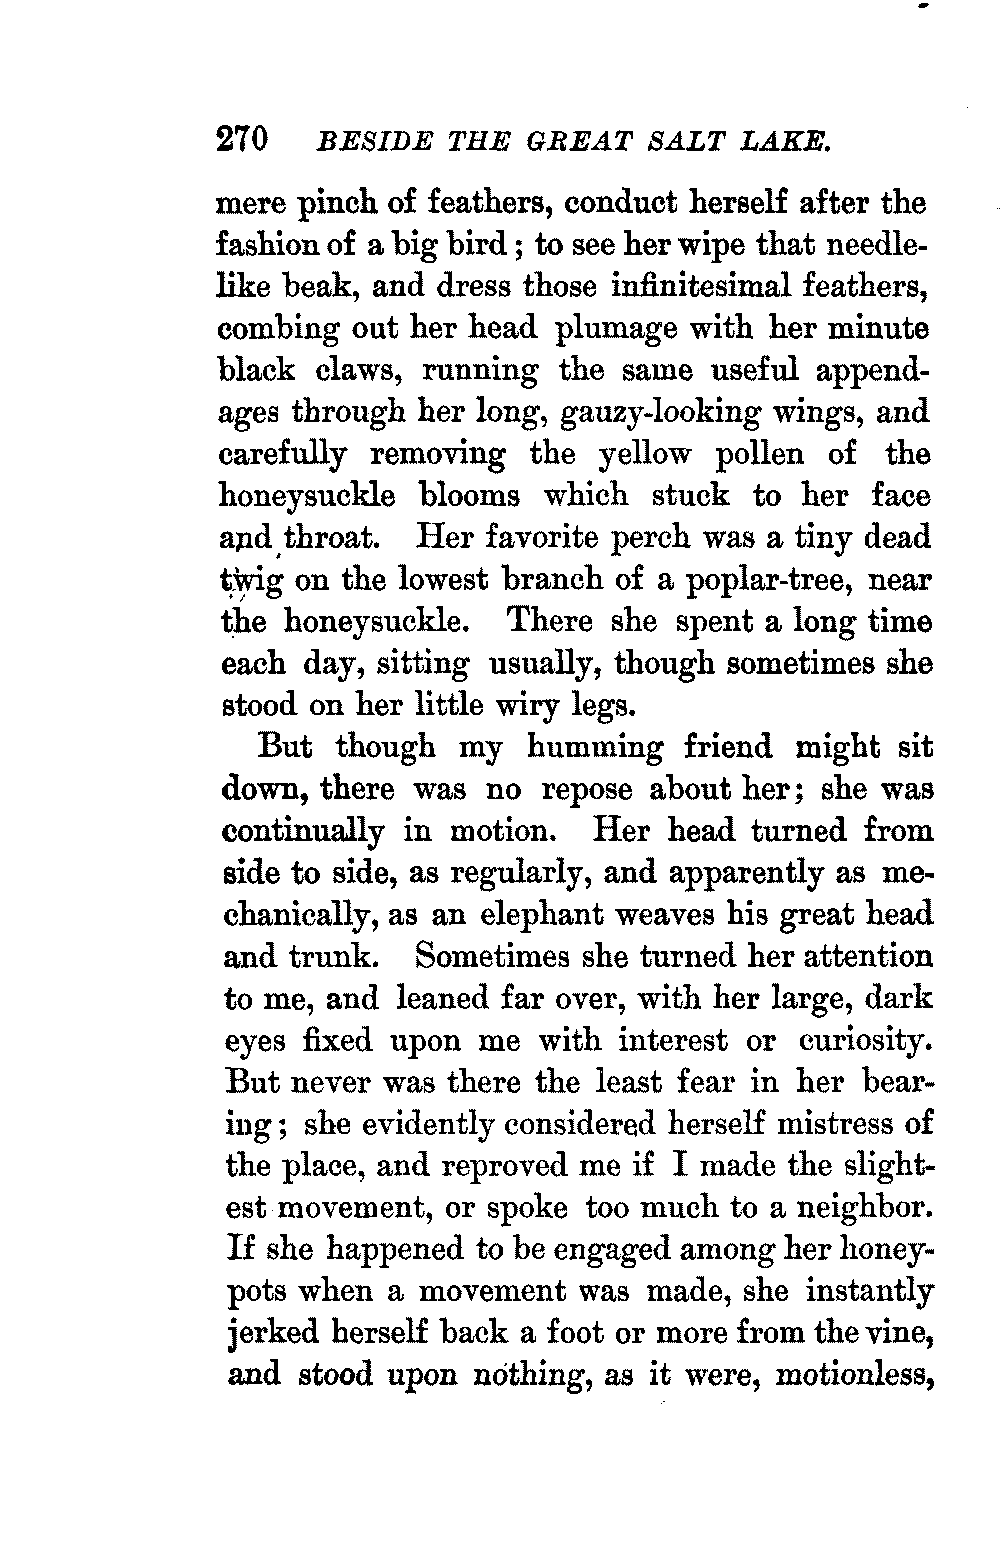 270 BESIDE THE GREAT SALT LAKE.
mere pinch of feathers, conduct herself after the
fashion of a big bird ; to see her wipe that needle-
like beak, and dress those infinitesimal feathers,
combing out her head plumage with her minute
black claws, running the same useful append-
ages through her long, gauzy-looking wings, and
carefully removing the yellow pollen of the
honeysuckle blooms which stuck to her face
and throat. Her favorite perch was a tiny dead
twig on the lowest branch of a poplar-tree, near
the honeysuckle. There she spent a long time
each day, sitting usually, though sometimes she
stood on her little wiry legs.
But though my humming friend might sit
down, there was no repose about her; she was
continually in motion. Her head turned from
side to side, as regularly, and apparently as me-
chanically, as an elephant weaves his great head
and trunk. Sometimes she turned her attention
to me, and leaned far over, with her large, dark
eyes fixed upon me with interest or curiosity.
But never was there the least fear in her bear-
ing ; she evidently considered herself mistress of
the place, and reproved me if I made the slight-
est movement, or spoke too much to a neighbor.
If she happened to be engaged among her honey-
pots when a movement was made, she instantly
jerked herself back a foot or more from the vine,
and stood upon nothing, as it were, motionless,